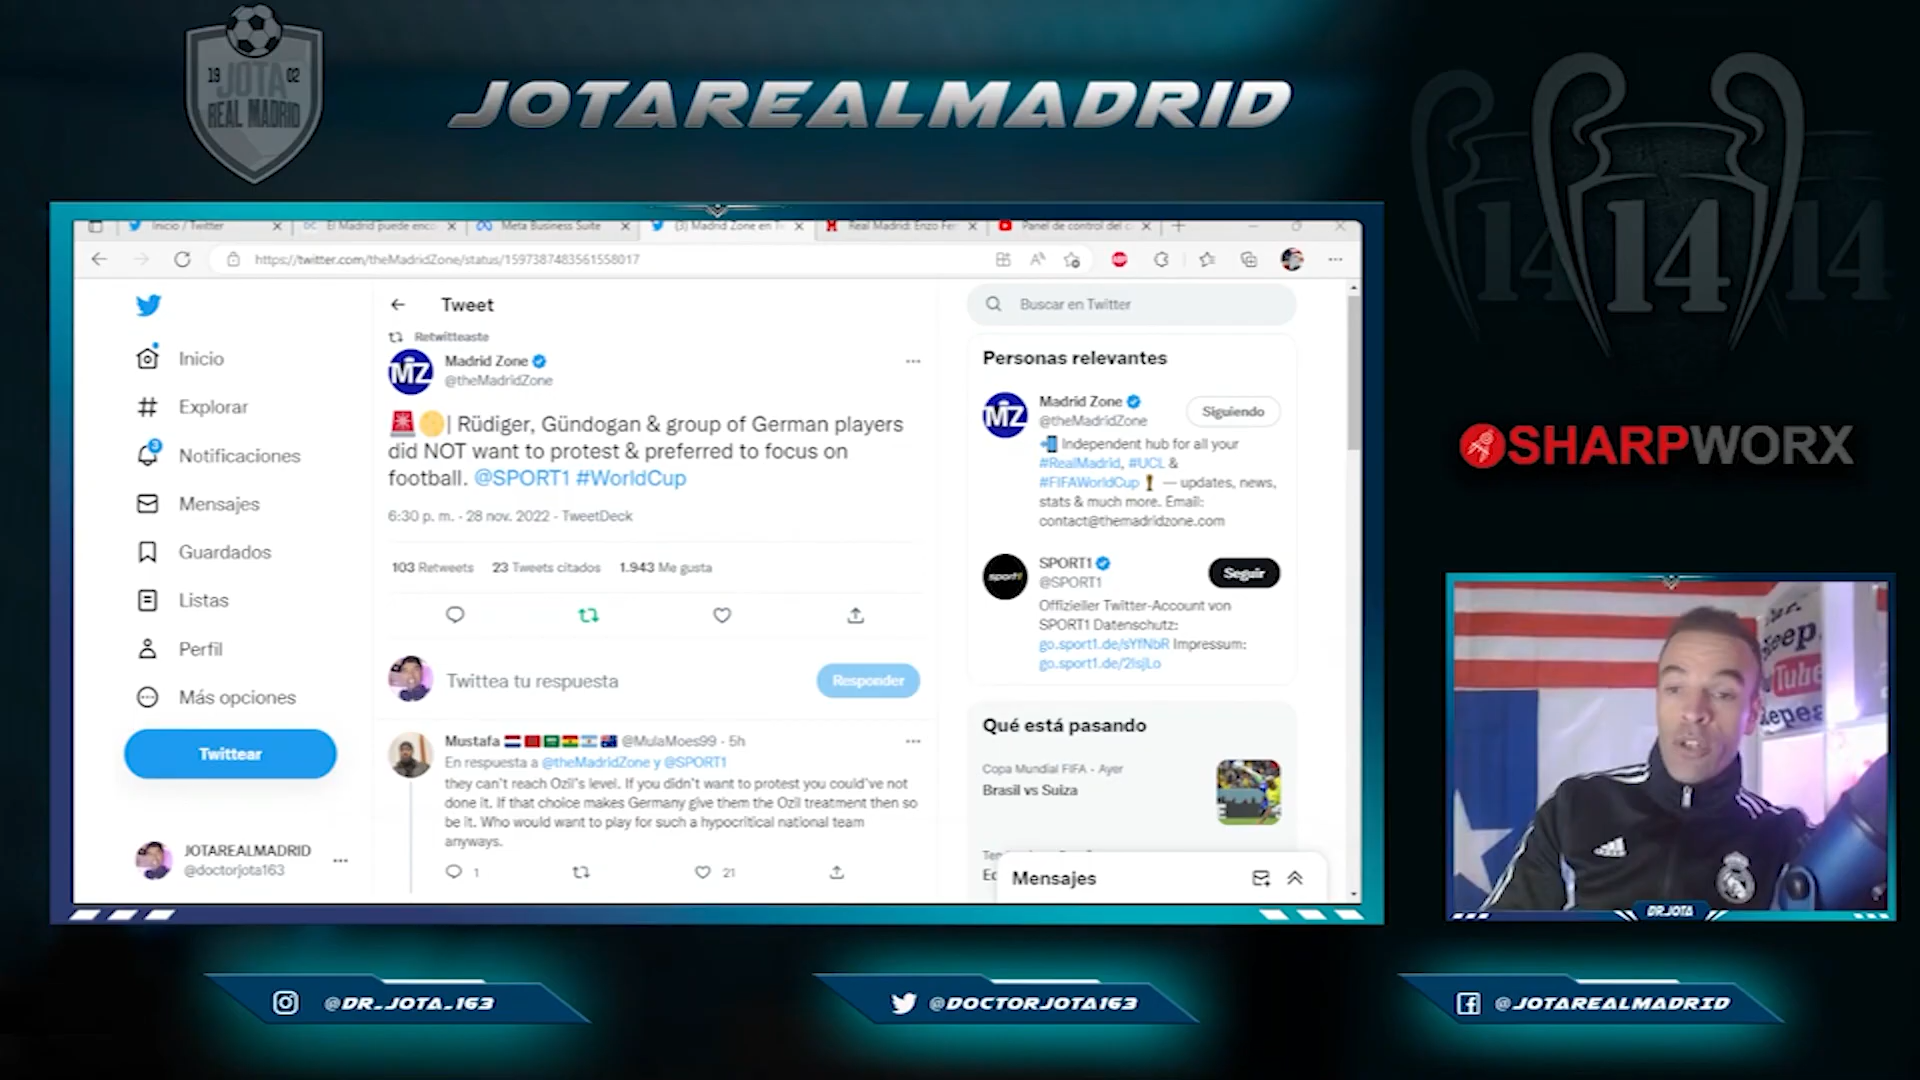 19 02
JOTA
REAL MADRID
JOTAREALMADRID
14 14 14
Inicio / Twitter
El Madrid puede enco
Meta Business Suite
(3) Madrid Zone en T
Real Madrid: Enzo Fer
Panel de control del c
https://twitter.com/theMadridZone/status/1597387483561558017
Tweet
Buscar en Twitter
Retwitteaste
MZ
Madrid Zone
@theMadridZone
| Rüdiger, Gündogan & group of German players
did NOT want to protest & preferred to focus on
football. @SPORT1 #WorldCup
6:30 p. m. · 28 nov. 2022 · TweetDeck
103 Retweets 23 Tweets citados 1.943 Me gusta
Twittea tu respuesta
Responder
Mustafa @MulaMoes99 · 5h
En respuesta a @theMadridZone y @SPORT1
they can't reach Ozil's level. If you didn't want to protest you could've not
done it. If that choice makes Germany give them the Ozil treatment then so
be it. Who would want to play for such a hypocritical national team
anyways.
1
21
Inicio
Explorar
3
Notificaciones
Mensajes
Guardados
Listas
Perfil
Más opciones
Twittear
JOTAREALMADRID
@doctorjota163
Personas relevantes
MZ
Madrid Zone
@theMadridZone
Siguiendo
Independent hub for all your
#RealMadrid, #UCL &
#FIFAWorldCup — updates, news,
stats & much more. Email:
contact@themadridzone.com
sport1
SPORT1
@SPORT1
Seguir
Offizieller Twitter-Account von
SPORT1 Datenschutz:
go.sport1.de/sYfNbR Impressum:
go.sport1.de/2IsjLo
Qué está pasando
Copa Mundial FIFA · Ayer
Brasil vs Suiza
Mensajes
SHARPWORX
Keep
Tube
DR.JOTA
@DR_JOTA_163
@DOCTORJOTA163
@JOTAREALMADRID